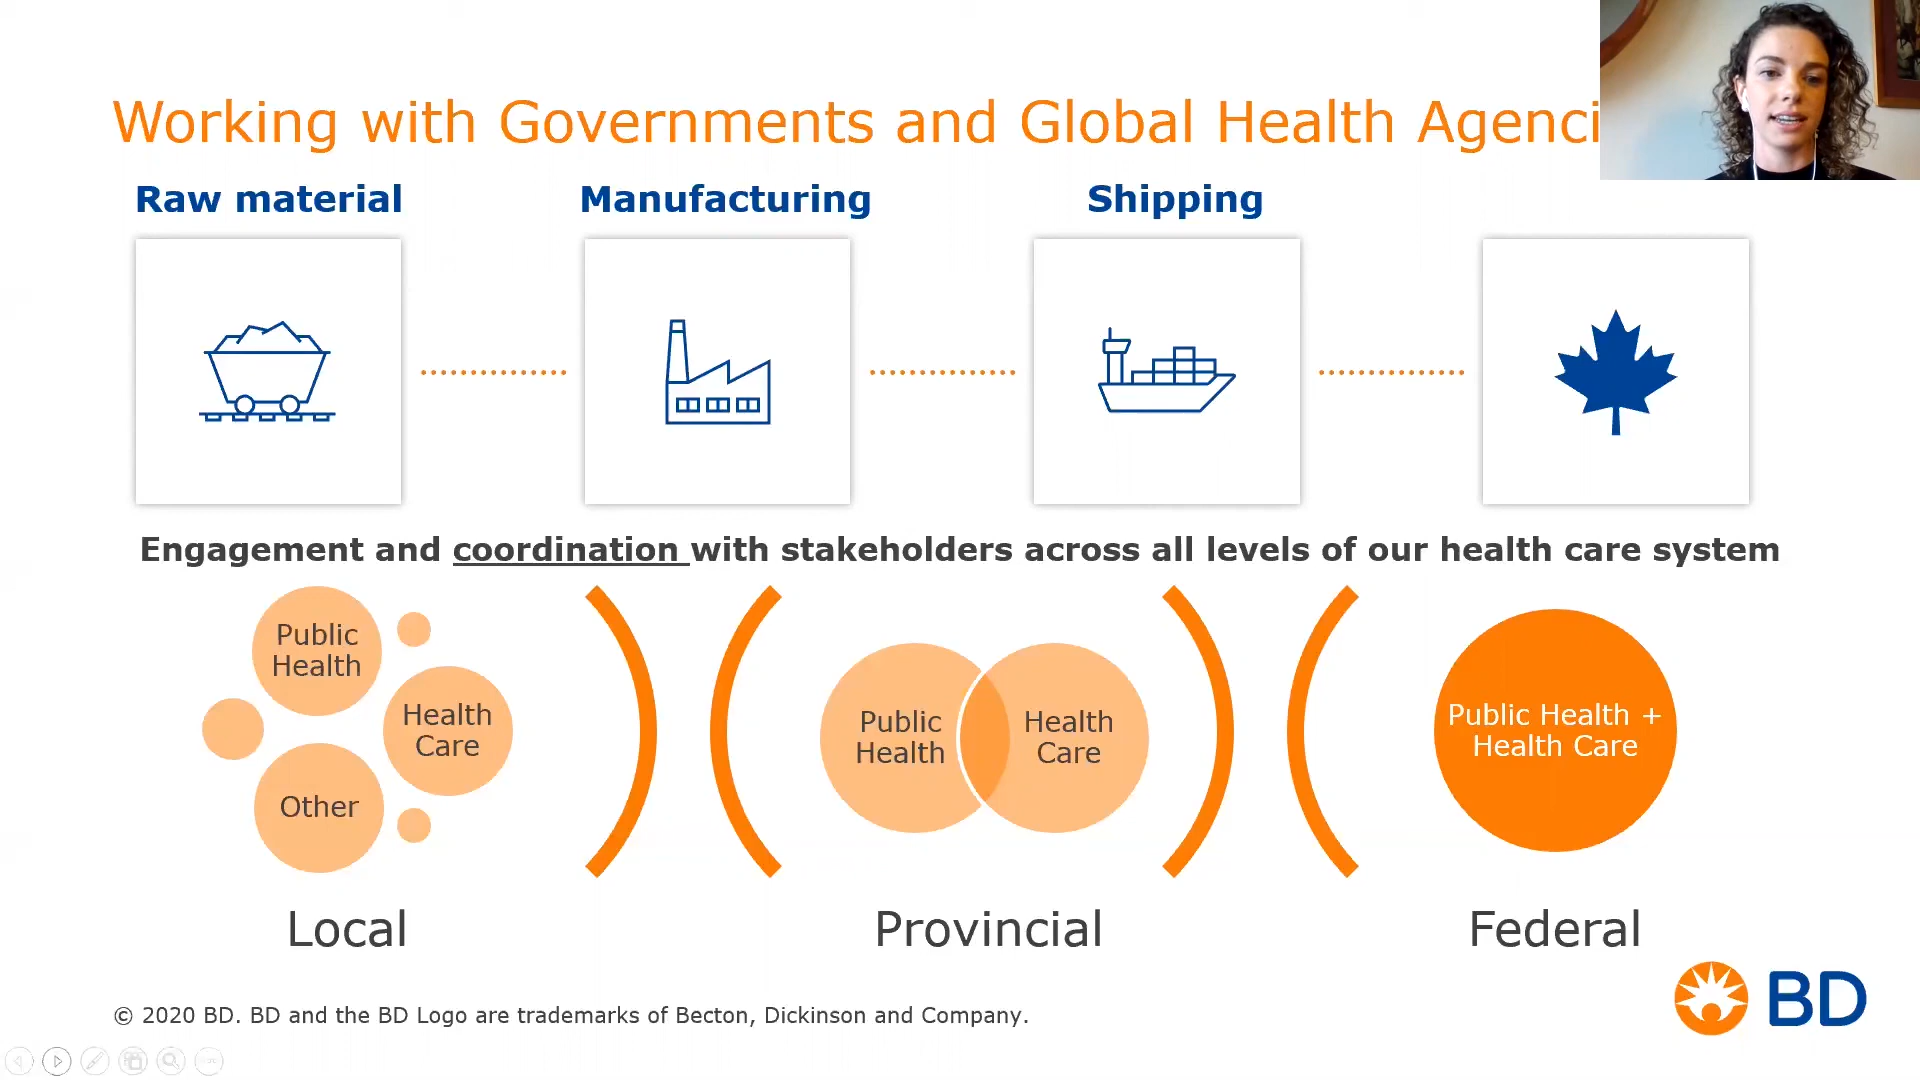 Working with Governments and Global Health Agenci
Raw material
Manufacturing
Shipping
Engagement and coordination with stakeholders across all levels of our health care system
Public
Health
Health
Care
Other
Public
Health
Health
Care
Public Health +
Health Care
Local
Provincial
Federal
BD
© 2020 BD. BD and the BD Logo are trademarks of Becton, Dickinson and Company.